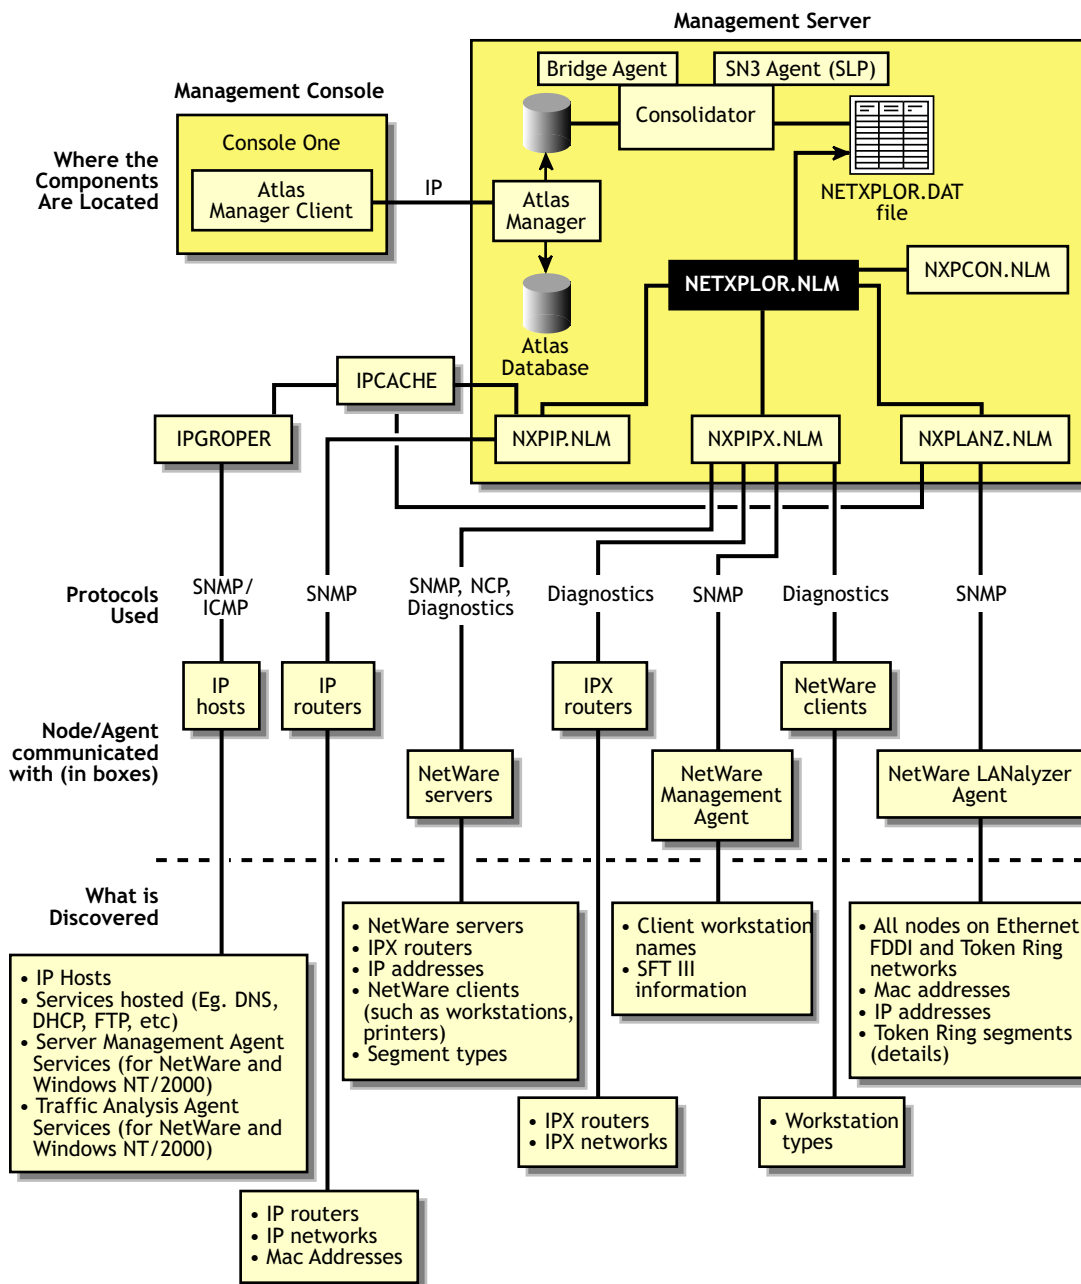 Management Server
Bridge Agent
SN3 Agent (SLP)
Consolidator
NETXPLOR.DAT
file
Management Console
Console One
Atlas
Manager Client
Where the
Components
Are Located
IP
Atlas
Manager
NETXPLOR.NLM
NXPCON.NLM
Atlas
Database
IPCACHE
IPGROPER
NXPIP.NLM
NXPIPX.NLM
NXPLANZ.NLM
Protocols
Used
SNMP/
ICMP
SNMP
SNMP, NCP,
Diagnostics
Diagnostics
SNMP
Diagnostics
SNMP
Node/Agent
communicated
with (in boxes)
IP
hosts
IP
routers
NetWare
servers
IPX
routers
NetWare
Management
Agent
NetWare
clients
NetWare LANalyzer
Agent
What is
Discovered
• IP Hosts
• Services hosted (Eg. DNS,
DHCP, FTP, etc)
• Server Management Agent
Services (for NetWare and
Windows NT/2000)
• Traffic Analysis Agent
Services (for NetWare and
Windows NT/2000)
• IP routers
• IP networks
• Mac Addresses
• NetWare servers
• IPX routers
• IP addresses
• NetWare clients
(such as workstations,
printers)
• Segment types
• IPX routers
• IPX networks
• Client workstation
names
• SFT III
information
• Workstation
types
• All nodes on Ethernet
FDDI and Token Ring
networks
• Mac addresses
• IP addresses
• Token Ring segments
(details)